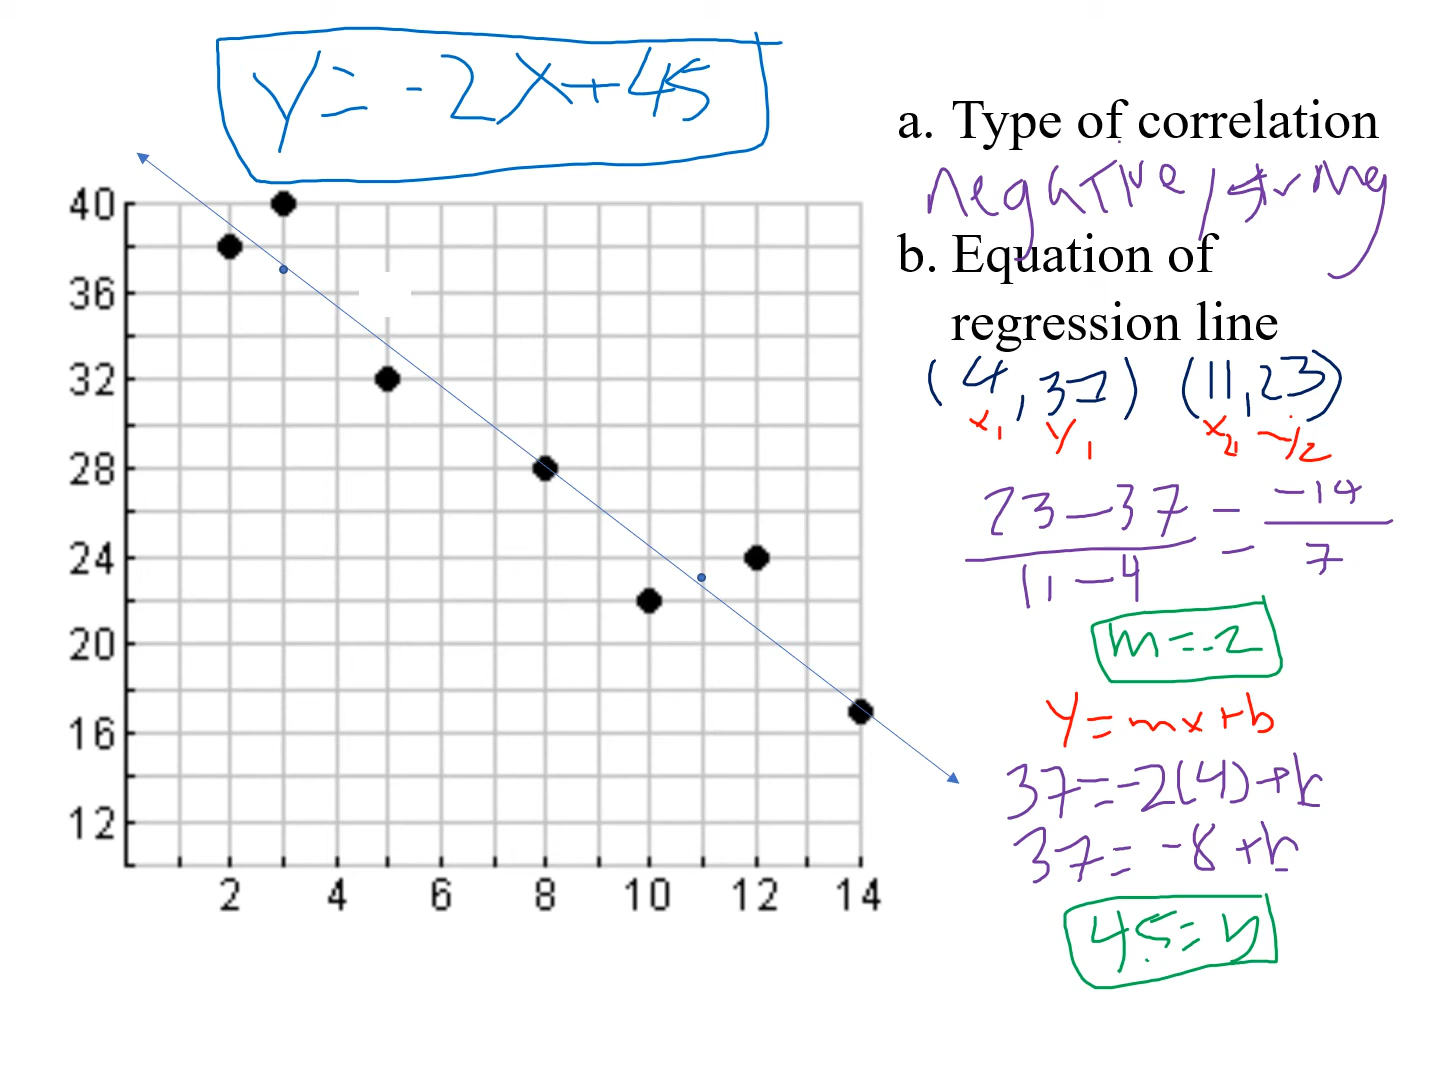 y = -2x+45
a. Type of correlation
negative / strong
b. Equation of
regression line
(4, 37) (11, 23)
x1 y1 x2 y2
23-37 = -14
11-4 = 7
m=-2
y=mx+b
37=-2(4)+b
37=-8+b
45=y
40
36
32
28
24
20
16
12
2 4 6 8 10 12 14